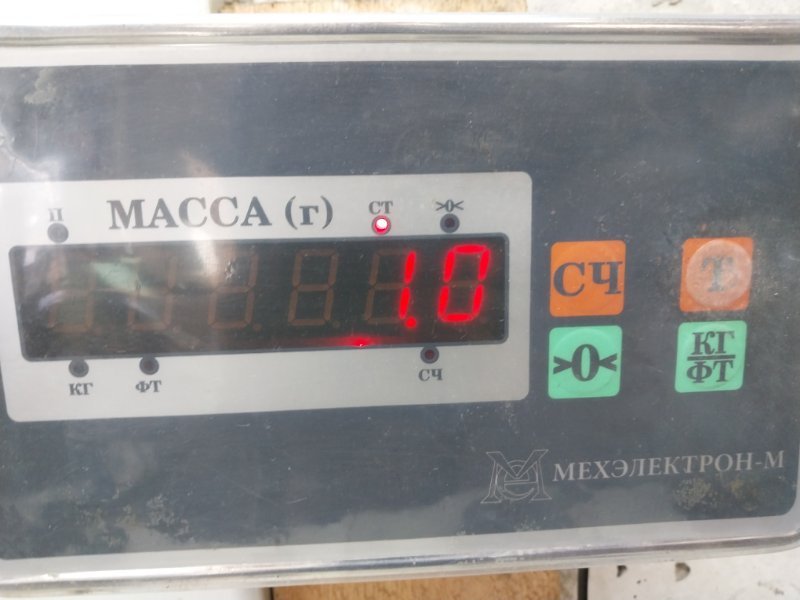 П
МАССА (г)
СТ
>0<
1.0
КГ
ФТ
СЧ
СЧ
Т
>0<
КГ
ФТ
МЕХЭЛЕКТРОН-М